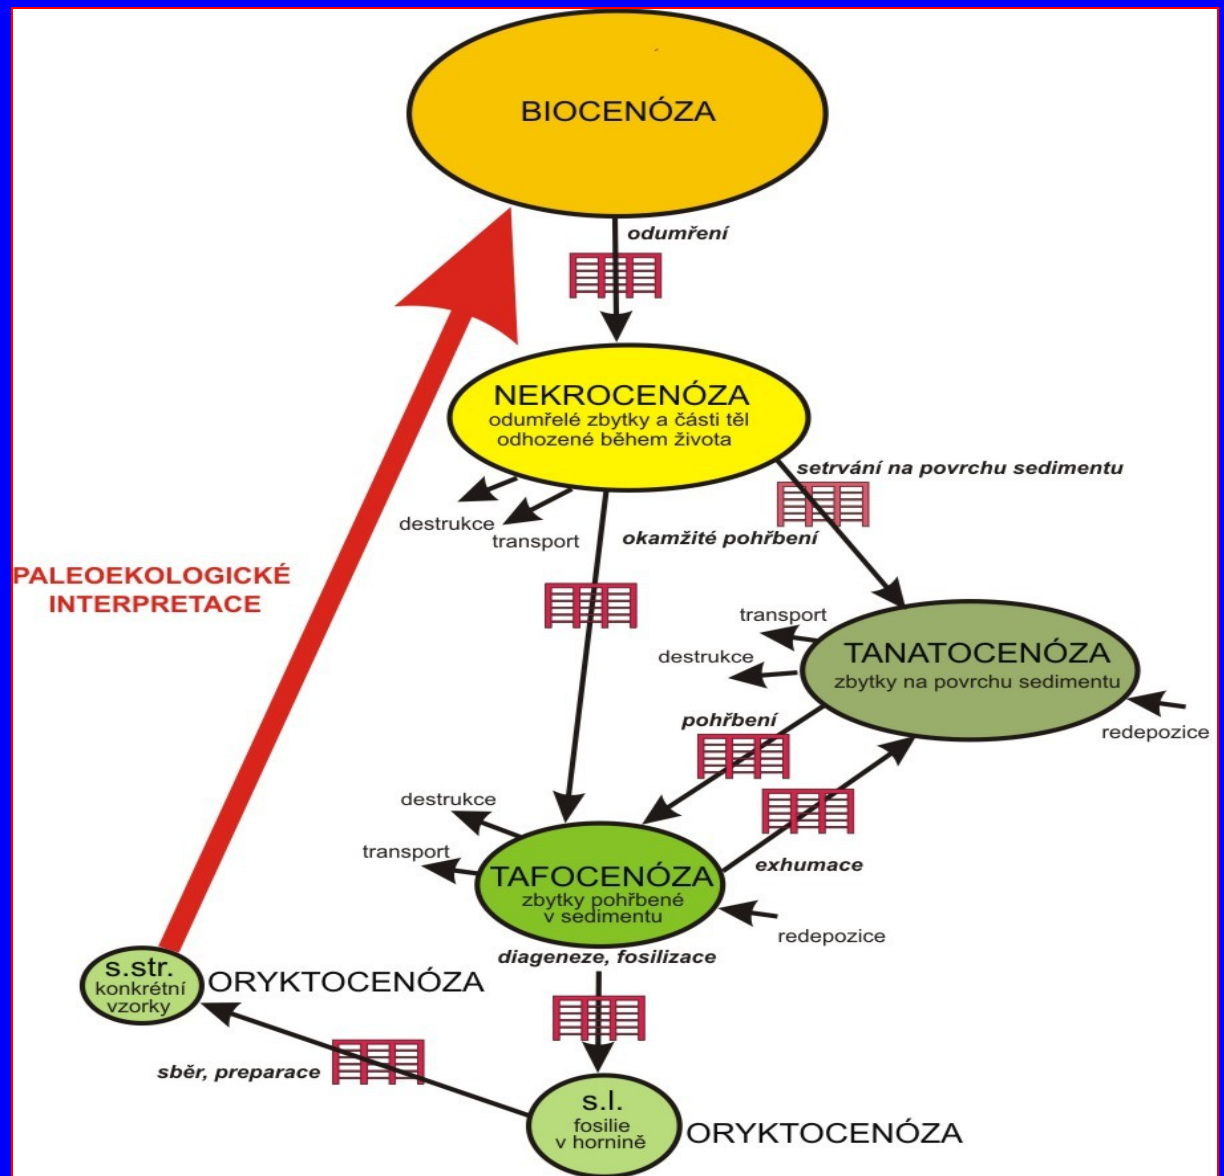 BIOCENÓZA
odumření
NEKROCENÓZA
odumřelé zbytky a části těl
odhozené během života
setrvání na povrchu sedimentu
destrukce
transport
okamžité pohřbení
PALEOEKOLOGICKÉ
INTERPRETACE
transport
destrukce
TANATOCENÓZA
zbytky na povrchu sedimentu
redepozice
pohřbení
destrukce
transport
exhumace
TAFOCENÓZA
zbytky pohřbené
v sedimentu
redepozice
diageneze, fosilizace
s.str.
konkrétní
vzorky
ORYKTOCENÓZA
sběr, preparace
s.l.
fosilie
v hornině
ORYKTOCENÓZA